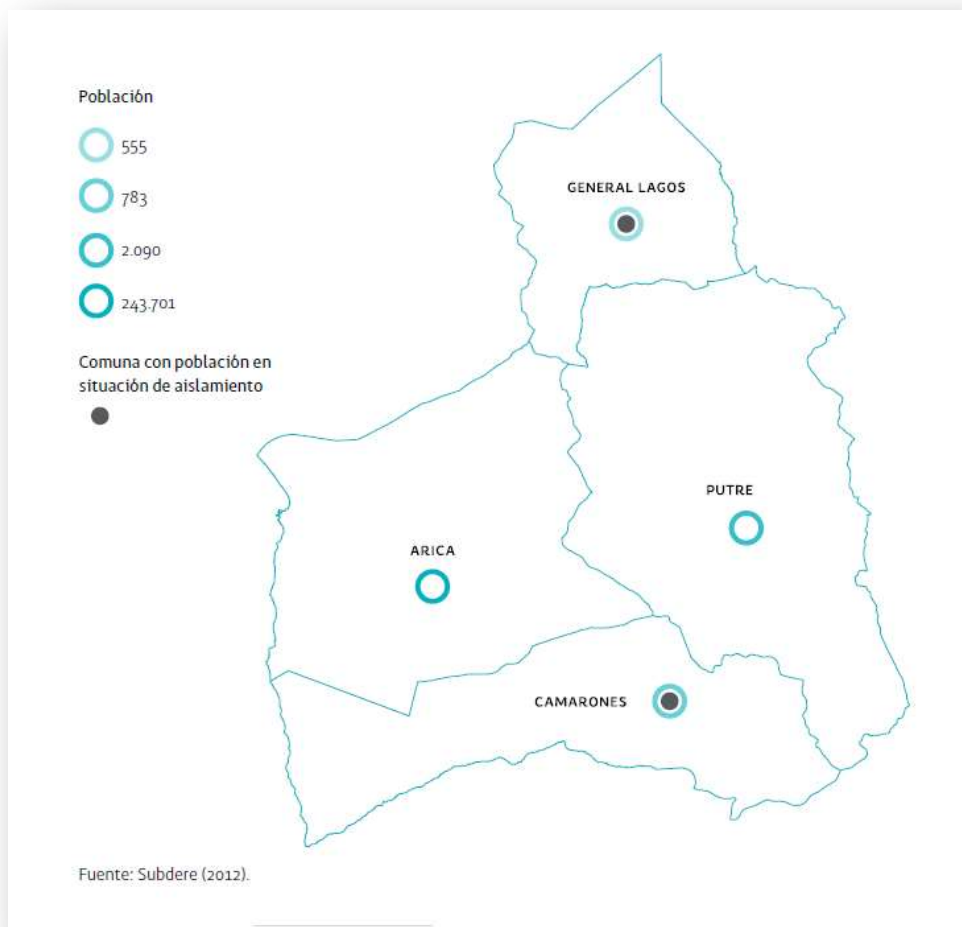 Población
555
783
2.090
243.701
Comuna con población en
situación de aislamiento
GENERAL LAGOS
PUTRE
ARICA
CAMARONES
Fuente: Subdere (2012).